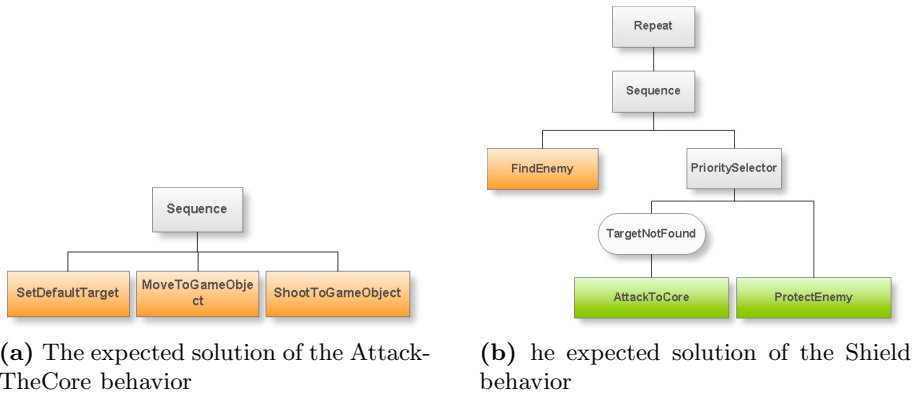 Sequence
SetDefaultTarget
MoveToGameObje
ct
ShootToGameObject
(a) The expected solution of the Attack-
TheCore behavior
Repeat
Sequence
FindEnemy
PrioritySelector
TargetNotFound
AttackToCore
ProtectEnemy
(b) he expected solution of the Shield
behavior